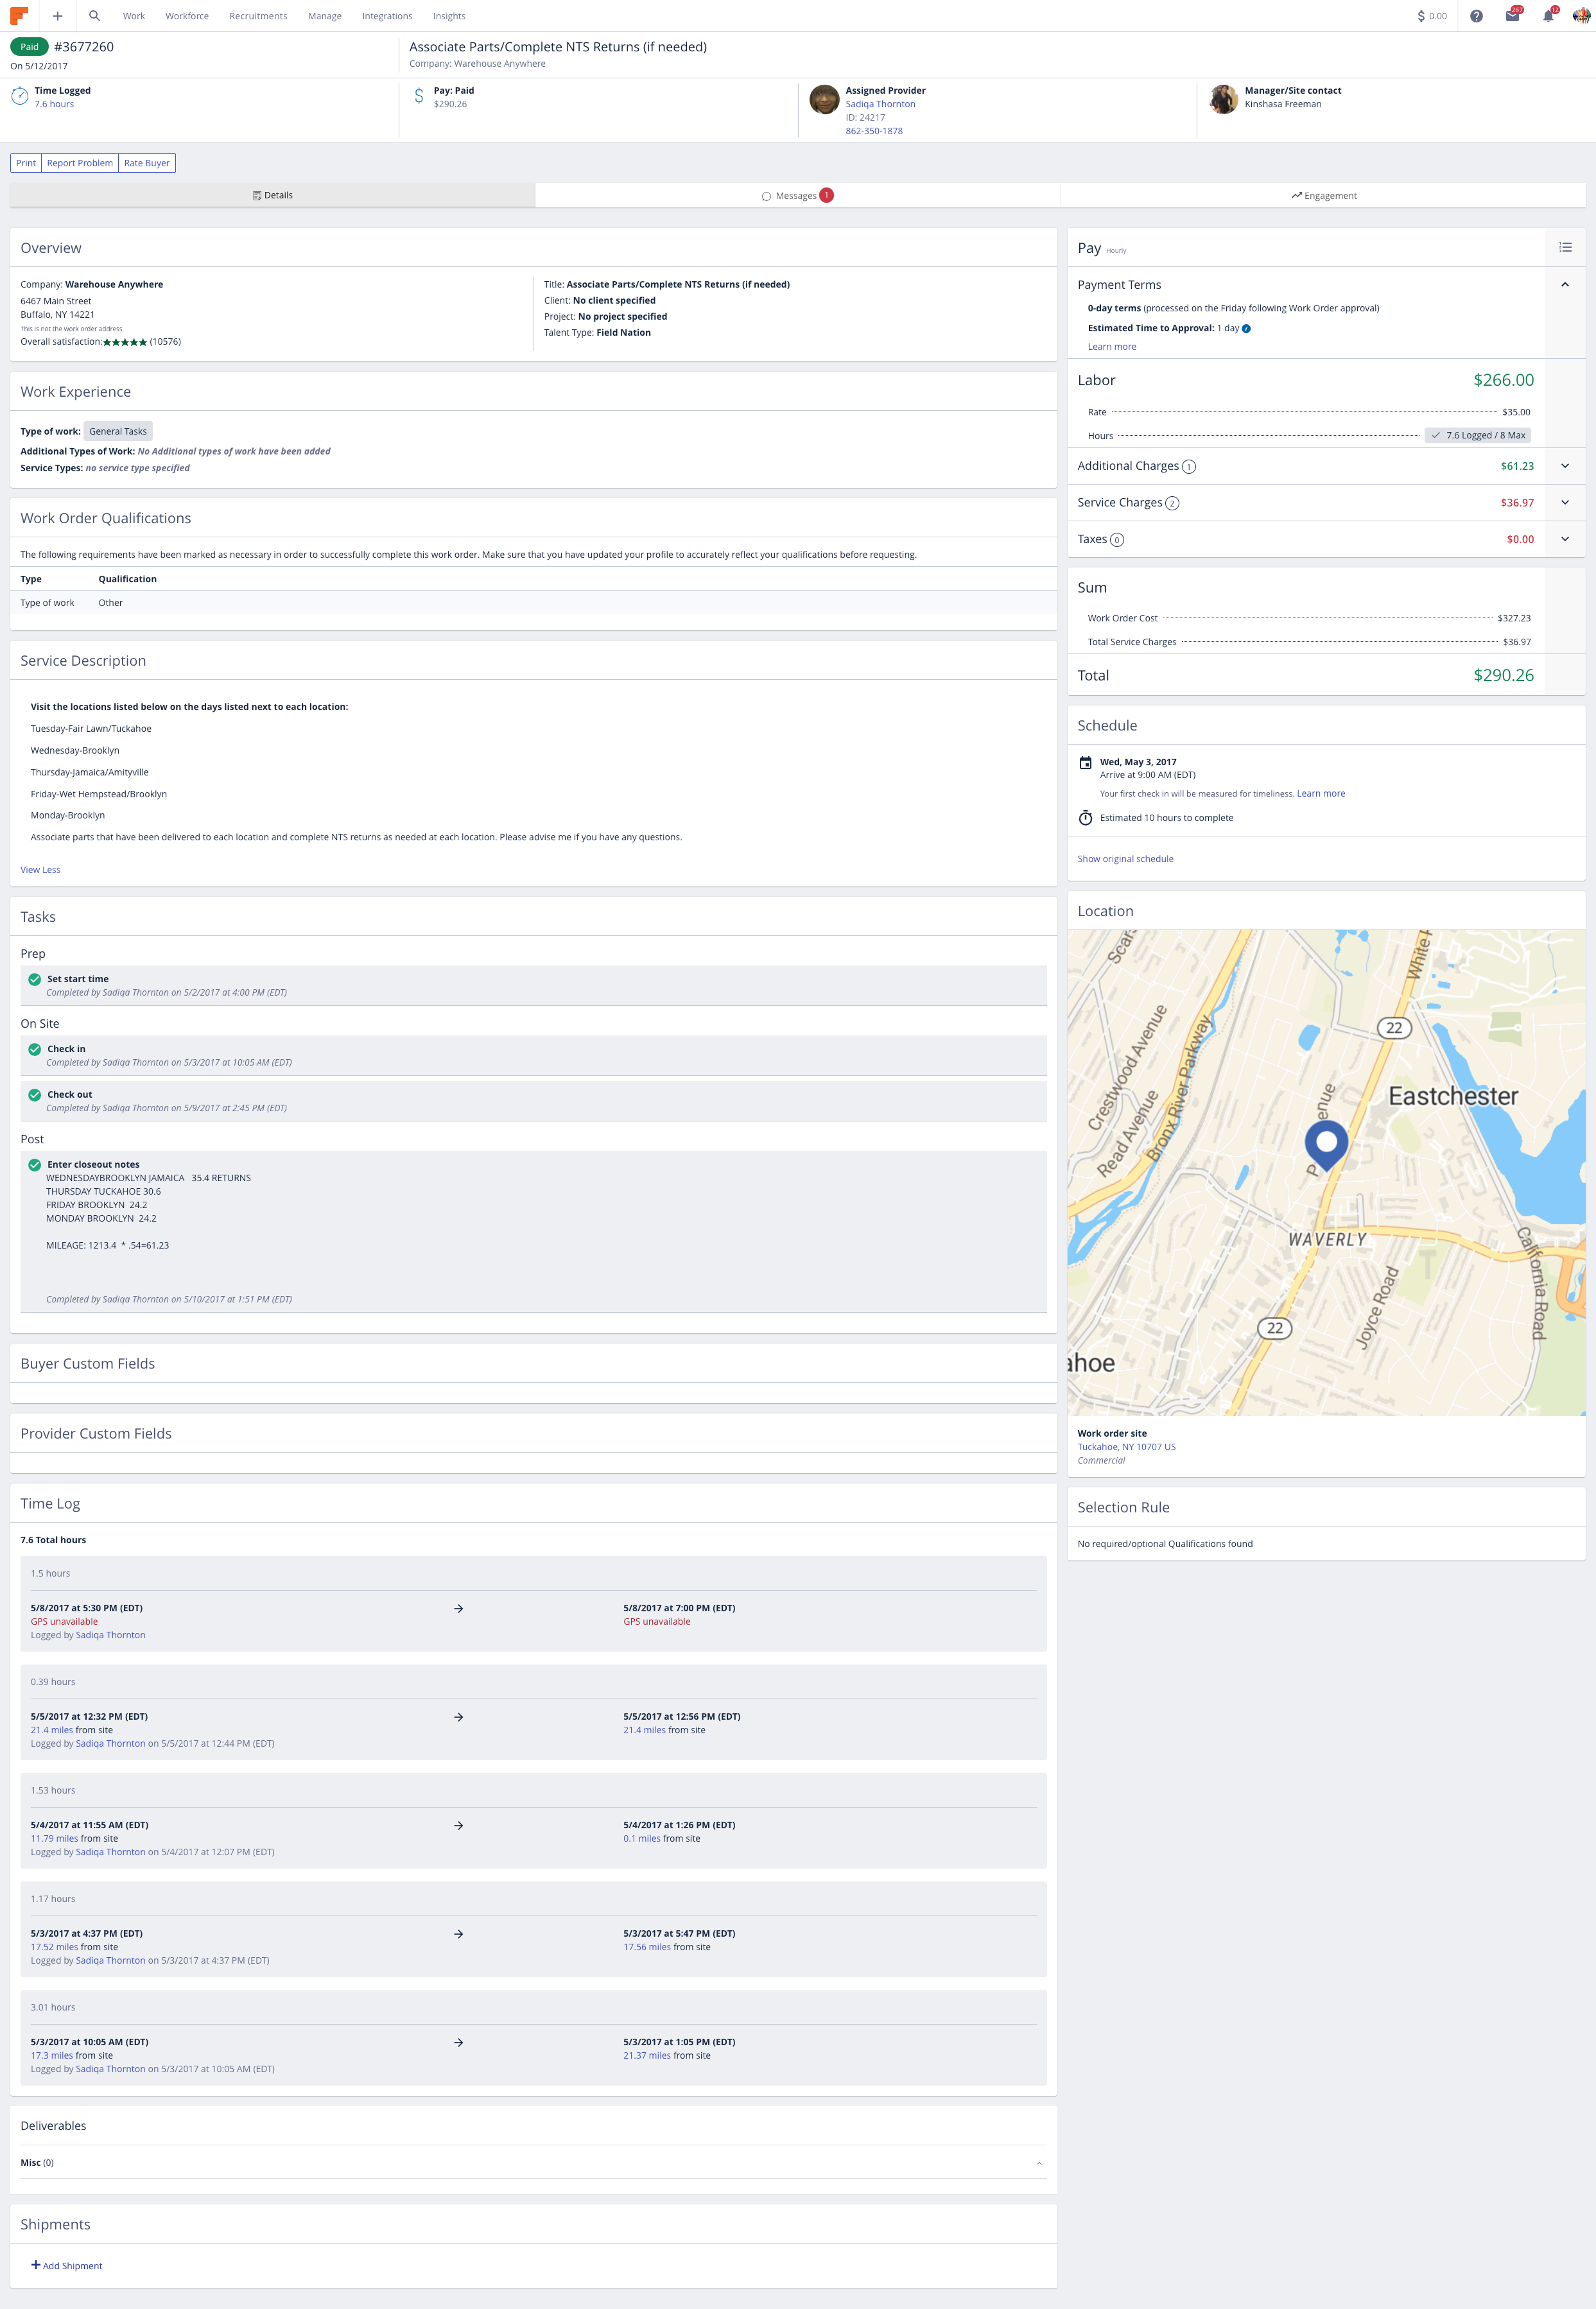 Work Workforce Recruitments Manage Integrations Insights
$ 0.00 267 12
Paid #3677260
On 5/12/2017
Associate Parts/Complete NTS Returns (if needed)
Company: Warehouse Anywhere
Time Logged
7.6 hours
Pay: Paid
$290.26
Assigned Provider
Sadiqa Thornton
ID: 24217
862-350-1878
Manager/Site contact
Kinshasa Freeman
Print Report Problem Rate Buyer
Details Messages 1 Engagement
Overview
Company: Warehouse Anywhere
6467 Main Street
Buffalo, NY 14221
This is not the work order address.
Overall satisfaction:★★★★★ (10576)
Title: Associate Parts/Complete NTS Returns (if needed)
Client: No client specified
Project: No project specified
Talent Type: Field Nation
Work Experience
Type of work: General Tasks
Additional Types of Work: No Additional types of work have been added
Service Types: no service type specified
Work Order Qualifications
The following requirements have been marked as necessary in order to successfully complete this work order. Make sure that you have updated your profile to accurately reflect your qualifications before requesting.
Type Qualification
Type of work Other
Service Description
Visit the locations listed below on the days listed next to each location:
Tuesday-Fair Lawn/Tuckahoe
Wednesday-Brooklyn
Thursday-Jamaica/Amityville
Friday-Wet Hempstead/Brooklyn
Monday-Brooklyn
Associate parts that have been delivered to each location and complete NTS returns as needed at each location. Please advise me if you have any questions.
View Less
Tasks
Prep
Set start time
Completed by Sadiqa Thornton on 5/2/2017 at 4:00 PM (EDT)
On Site
Check in
Completed by Sadiqa Thornton on 5/3/2017 at 10:05 AM (EDT)
Check out
Completed by Sadiqa Thornton on 5/9/2017 at 2:45 PM (EDT)
Post
Enter closeout notes
WEDNESDAYBROOKLYN JAMAICA 35.4 RETURNS
THURSDAY TUCKAHOE 30.6
FRIDAY BROOKLYN 24.2
MONDAY BROOKLYN 24.2
MILEAGE: 1213.4 * .54=61.23
Completed by Sadiqa Thornton on 5/10/2017 at 1:51 PM (EDT)
Buyer Custom Fields
Provider Custom Fields
Time Log
7.6 Total hours
1.5 hours
5/8/2017 at 5:30 PM (EDT) 5/8/2017 at 7:00 PM (EDT)
GPS unavailable GPS unavailable
Logged by Sadiqa Thornton
0.39 hours
5/5/2017 at 12:32 PM (EDT) 5/5/2017 at 12:56 PM (EDT)
21.4 miles from site 21.4 miles from site
Logged by Sadiqa Thornton on 5/5/2017 at 12:44 PM (EDT)
1.53 hours
5/4/2017 at 11:55 AM (EDT) 5/4/2017 at 1:26 PM (EDT)
11.79 miles from site 0.1 miles from site
Logged by Sadiqa Thornton on 5/4/2017 at 12:07 PM (EDT)
1.17 hours
5/3/2017 at 4:37 PM (EDT) 5/3/2017 at 5:47 PM (EDT)
17.52 miles from site 17.56 miles from site
Logged by Sadiqa Thornton on 5/3/2017 at 4:37 PM (EDT)
3.01 hours
5/3/2017 at 10:05 AM (EDT) 5/3/2017 at 1:05 PM (EDT)
17.3 miles from site 21.37 miles from site
Logged by Sadiqa Thornton on 5/3/2017 at 10:05 AM (EDT)
Deliverables
Misc (0)
Shipments
Add Shipment
Pay Hourly
Payment Terms
0-day terms (processed on the Friday following Work Order approval)
Estimated Time to Approval: 1 day
Learn more
Labor $266.00
Rate $35.00
Hours 7.6 Logged / 8 Max
Additional Charges 1 $61.23
Service Charges 2 $36.97
Taxes 0 $0.00
Sum
Work Order Cost $327.23
Total Service Charges $36.97
Total $290.26
Schedule
Wed, May 3, 2017
Arrive at 9:00 AM (EDT)
Your first check in will be measured for timeliness. Learn more
Estimated 10 hours to complete
Show original schedule
Location
Scar
White P
Crestwood Avenue
Read Avenue
Bronx River Parkway
22
Eastchester
P enue
WAVERLY
California Road
Joyce Road
22
ahoe
Work order site
Tuckahoe, NY 10707 US
Commercial
Selection Rule
No required/optional Qualifications found